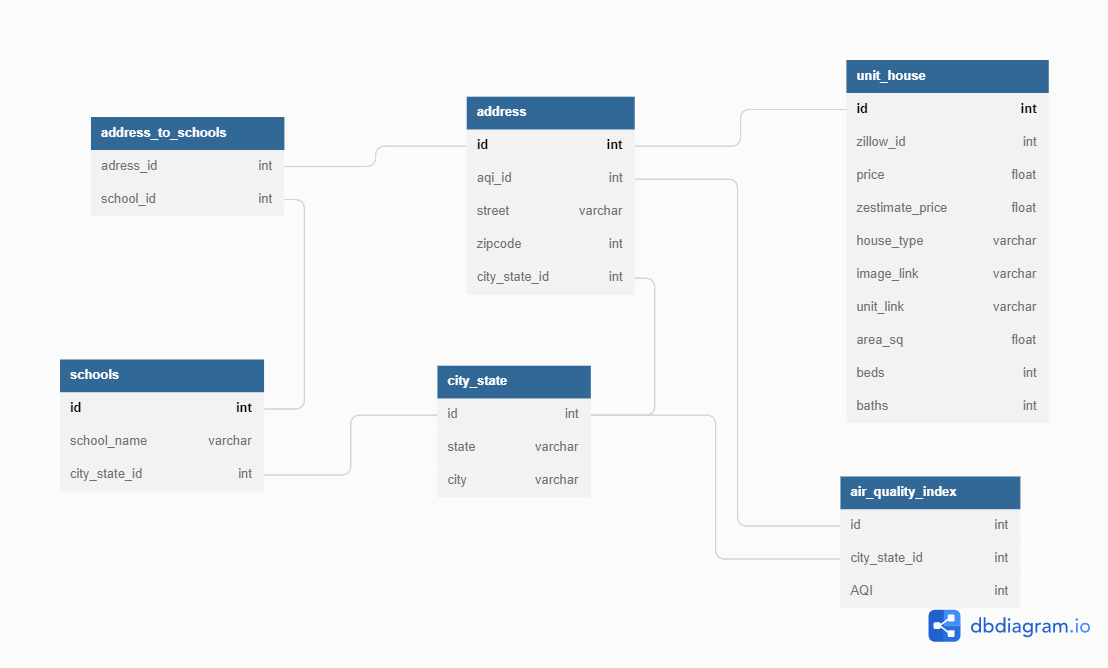 address_to_schools
adress_id int
school_id int
address
id int
aqi_id int
street varchar
zipcode int
city_state_id int
unit_house
id int
zillow_id int
price float
zestimate_price float
house_type varchar
image_link varchar
unit_link varchar
area_sq float
beds int
baths int
schools
id int
school_name varchar
city_state_id int
city_state
id int
state varchar
city varchar
air_quality_index
id int
city_state_id int
AQI int
dbdiagram.io